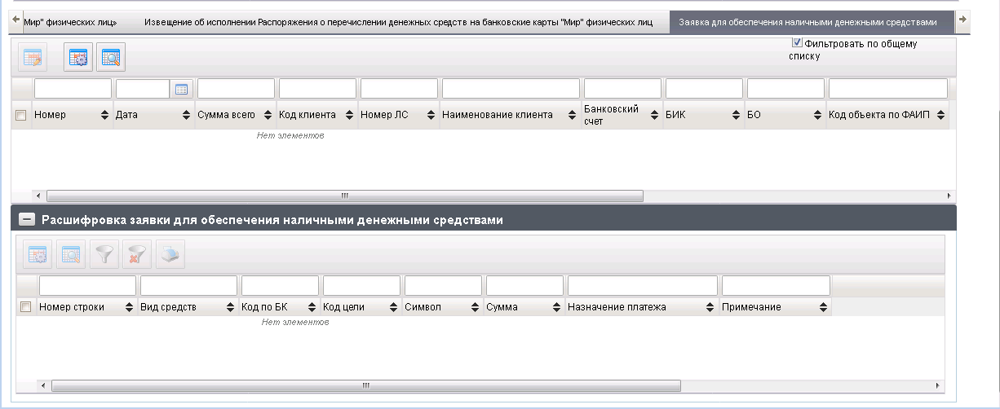 Мир" физических лиц» Извещение об исполнении Распоряжения о перечислении денежных средств на банковские карты "Мир" физических лиц Заявка для обеспечения наличными денежными средствами
Фильтровать по общему
списку
Номер Дата Сумма всего Код клиента Номер ЛС Наименование клиента Банковский счет БИК БО Код объекта по ФАИП
Нет элементов
Расшифровка заявки для обеспечения наличными денежными средствами
Номер строки Вид средств Код по БК Код цели Символ Сумма Назначение платежа Примечание
Нет элементов